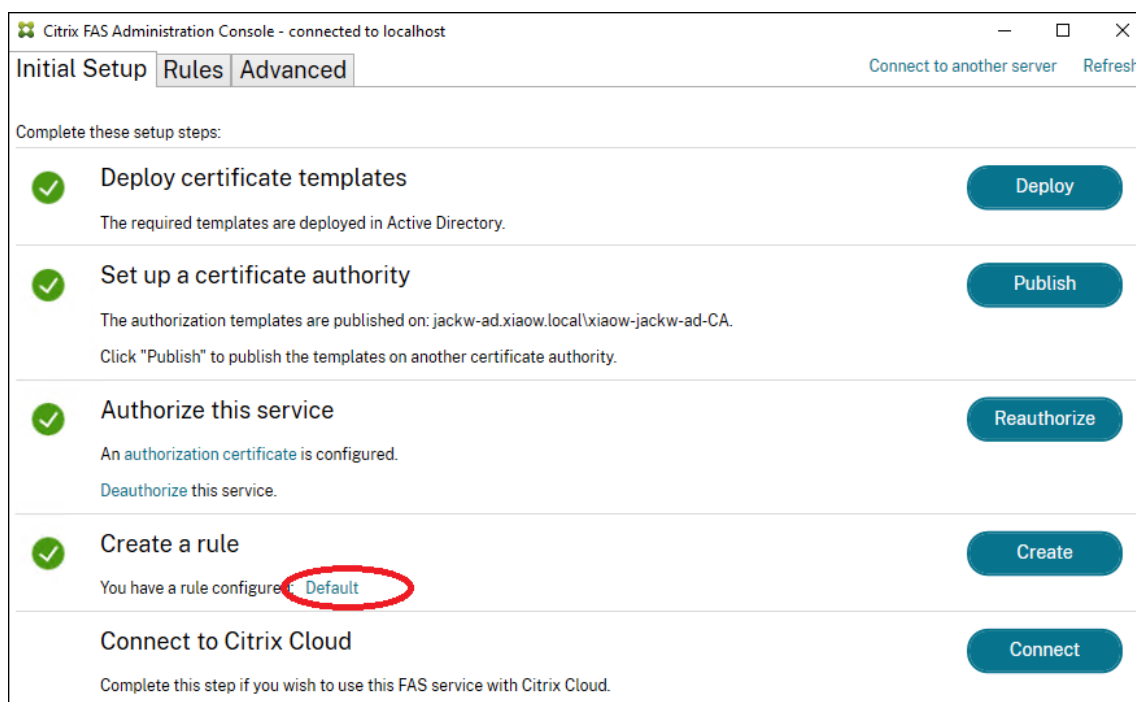 Citrix FAS Administration Console - connected to localhost
Initial Setup Rules Advanced Connect to another server Refresh
Complete these setup steps:
Deploy certificate templates
Deploy
The required templates are deployed in Active Directory.
Set up a certificate authority
Publish
The authorization templates are published on: jackw-ad.xiaow.local\xiaow-jackw-ad-CA.
Click "Publish" to publish the templates on another certificate authority.
Authorize this service
Reauthorize
An authorization certificate is configured.
Deauthorize this service.
Create a rule
Create
You have a rule configured: Default
Connect to Citrix Cloud
Connect
Complete this step if you wish to use this FAS service with Citrix Cloud.